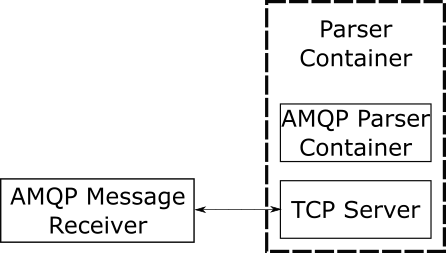 Parser
Container
AMQP Parser
Container
AMQP Message
Receiver
TCP Server